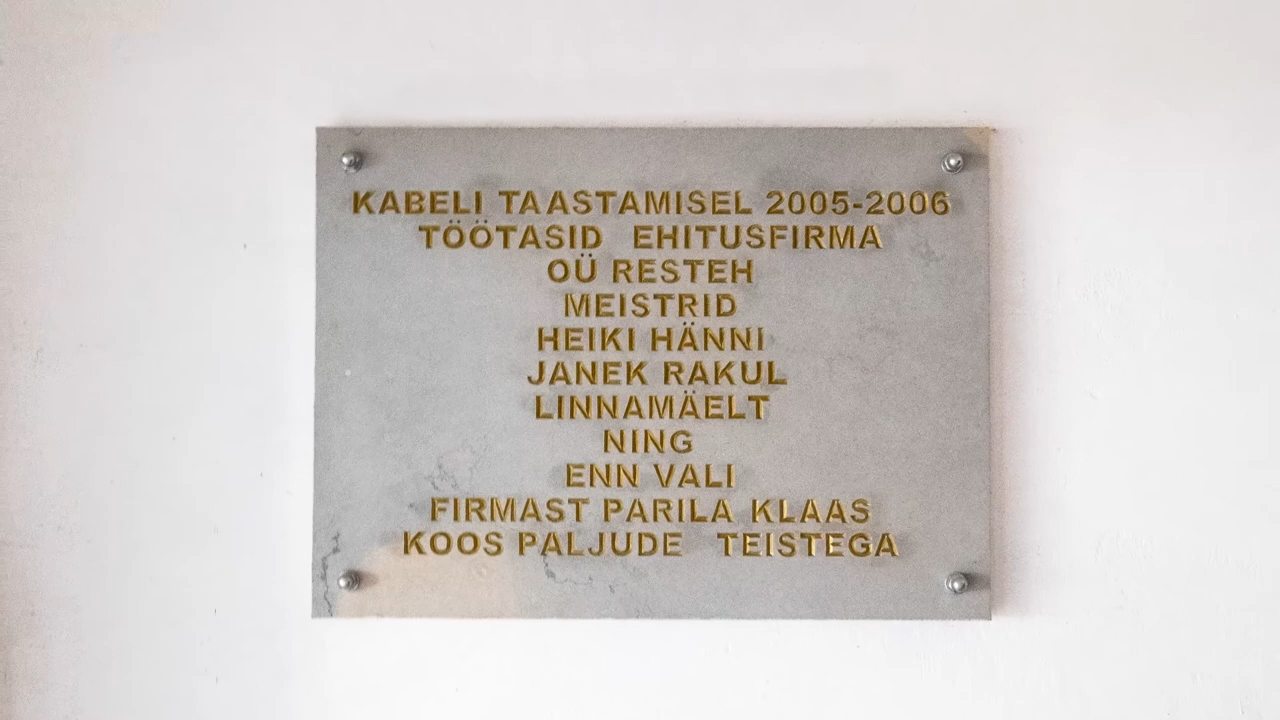 KABELI TAASTAMISEL 2005-2006
TÖÖTASID EHITUSFIRMA
OÜ RESTEH
MEISTRID
HEIKI HÄNNI
JANEK RAKUL
LINNAMÄELT
NING
ENN VALI
FIRMAST PARILA KLAAS
KOOS PALJUDE TEISTEGA